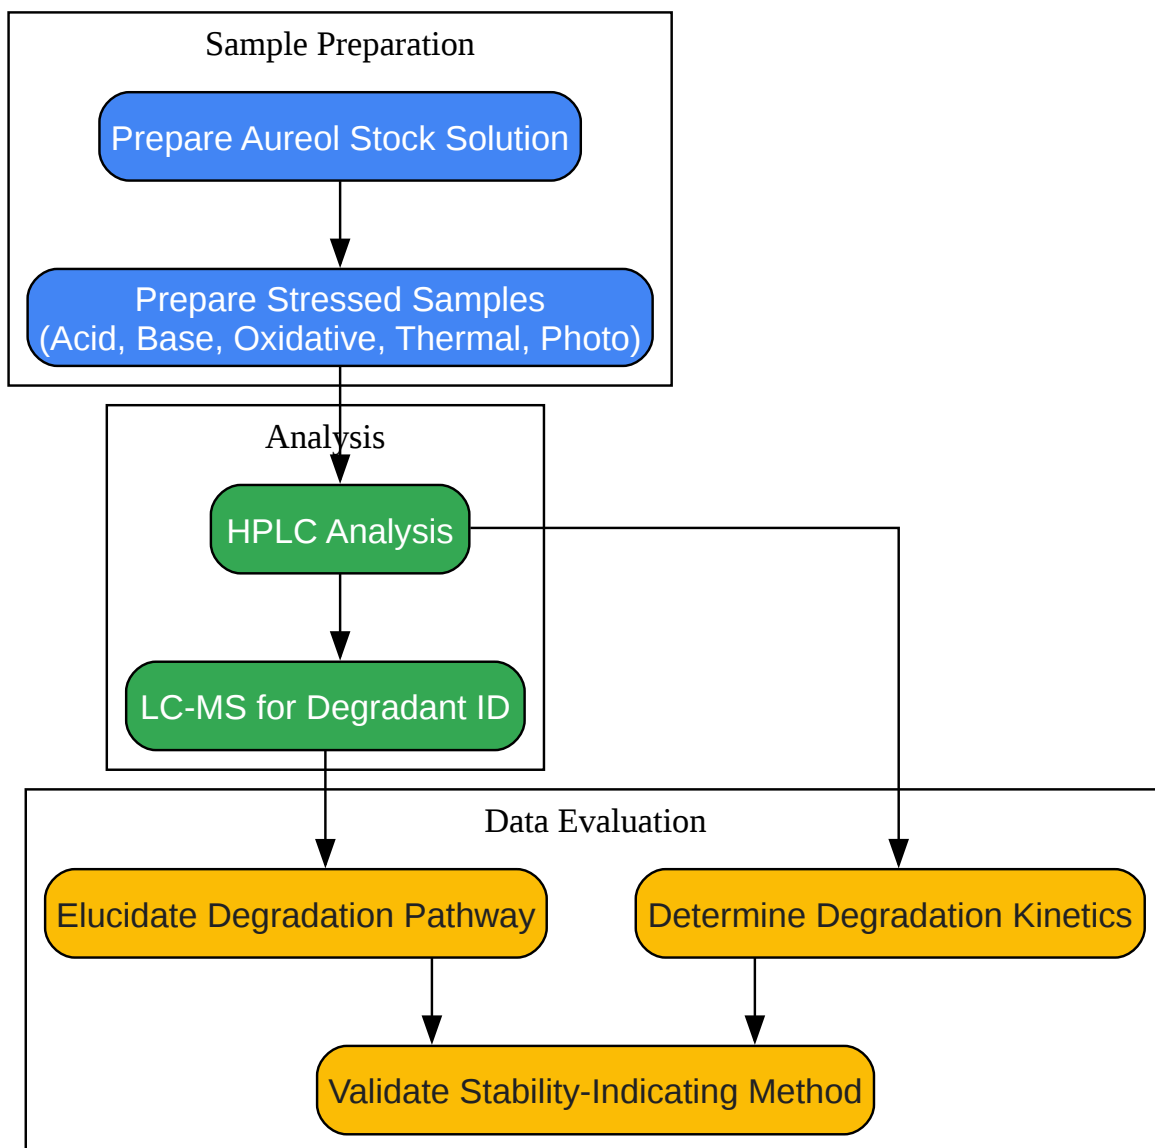 Sample Preparation
Prepare Aureol Stock Solution
Prepare Stressed Samples
(Acid, Base, Oxidative, Thermal, Photo)
Analysis
HPLC Analysis
LC-MS for Degradant ID
Data Evaluation
Elucidate Degradation Pathway
Determine Degradation Kinetics
Validate Stability-Indicating Method